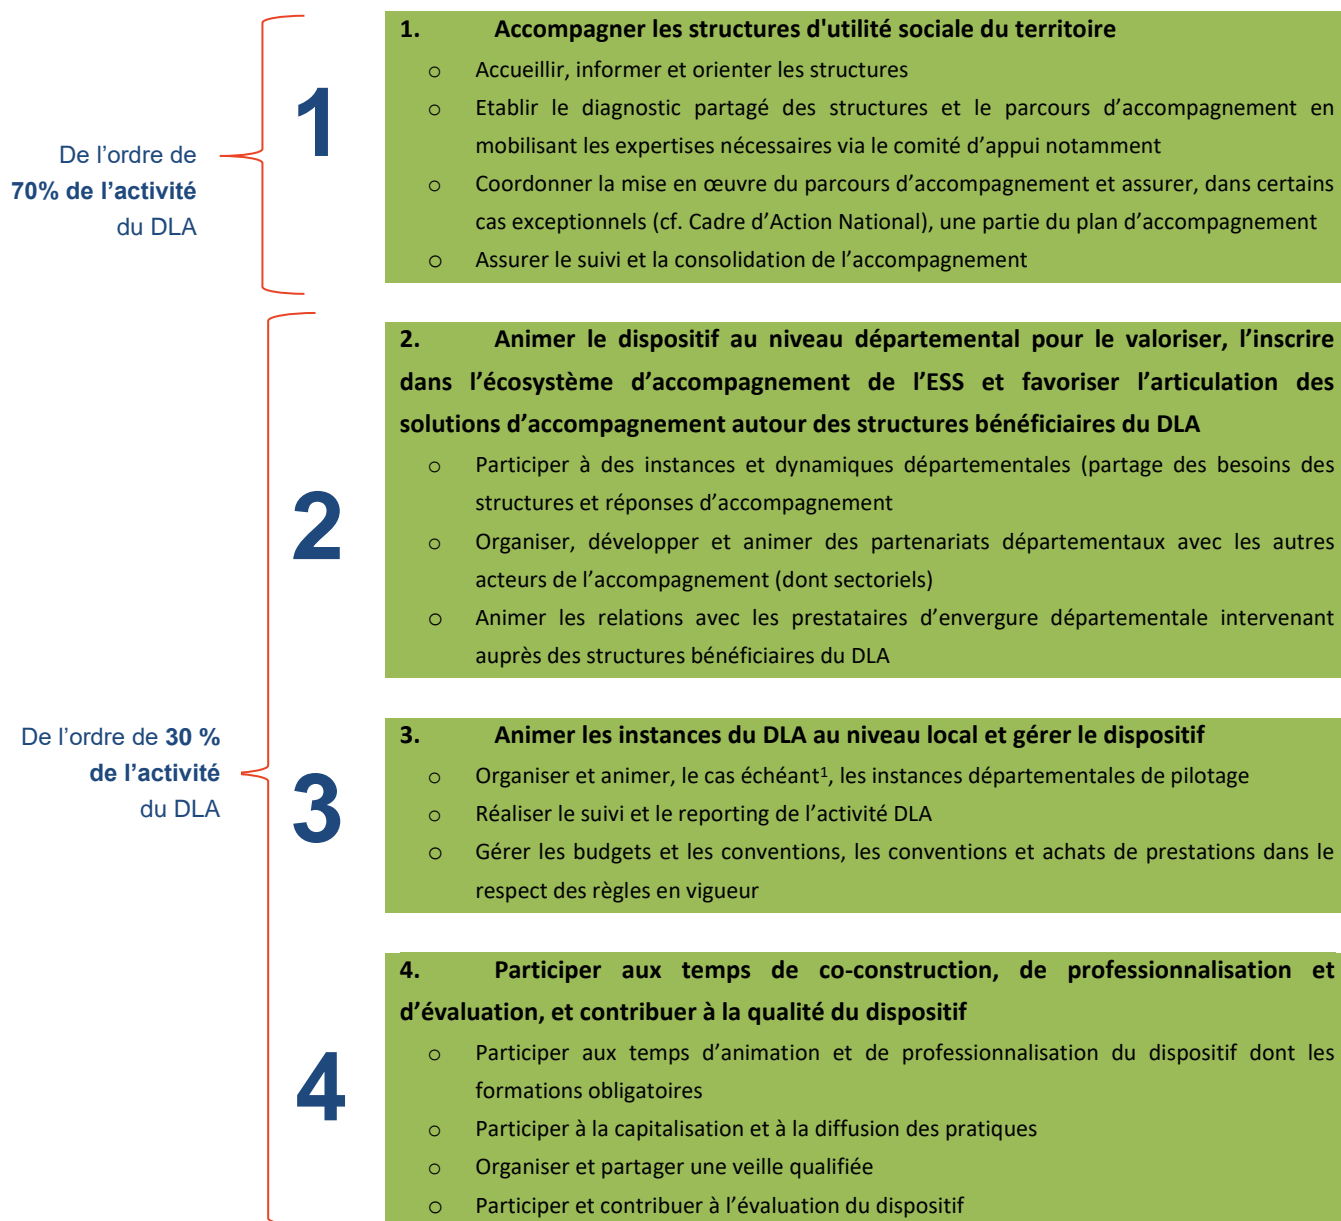 De l’ordre de
70% de l’activité
du DLA
1
1. Accompagner les structures d'utilité sociale du territoire
o Accueillir, informer et orienter les structures
o Etablir le diagnostic partagé des structures et le parcours d’accompagnement en
mobilisant les expertises nécessaires via le comité d’appui notamment
o Coordonner la mise en œuvre du parcours d’accompagnement et assurer, dans certains
cas exceptionnels (cf. Cadre d’Action National), une partie du plan d’accompagnement
o Assurer le suivi et la consolidation de l’accompagnement
De l’ordre de 30 %
de l’activité
du DLA
2
2. Animer le dispositif au niveau départemental pour le valoriser, l’inscrire
dans l’écosystème d’accompagnement de l’ESS et favoriser l’articulation des
solutions d’accompagnement autour des structures bénéficiaires du DLA
o Participer à des instances et dynamiques départementales (partage des besoins des
structures et réponses d’accompagnement
o Organiser, développer et animer des partenariats départementaux avec les autres
acteurs de l’accompagnement (dont sectoriels)
o Animer les relations avec les prestataires d’envergure départementale intervenant
auprès des structures bénéficiaires du DLA
3
3. Animer les instances du DLA au niveau local et gérer le dispositif
o Organiser et animer, le cas échéant¹, les instances départementales de pilotage
o Réaliser le suivi et le reporting de l’activité DLA
o Gérer les budgets et les conventions, les conventions et achats de prestations dans le
respect des règles en vigueur
4
4. Participer aux temps de co-construction, de professionnalisation et
d’évaluation, et contribuer à la qualité du dispositif
o Participer aux temps d’animation et de professionnalisation du dispositif dont les
formations obligatoires
o Participer à la capitalisation et à la diffusion des pratiques
o Organiser et partager une veille qualifiée
o Participer et contribuer à l’évaluation du dispositif